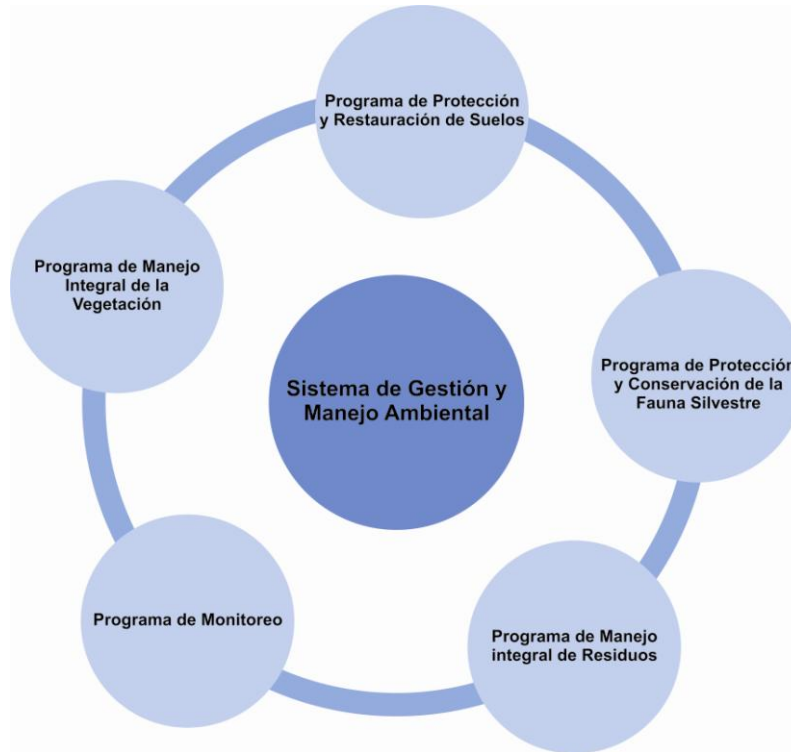 Programa de Protección
y Restauración de Suelos
Programa de Manejo
Integral de la
Vegetación
Programa de Protección
y Conservación de la
Fauna Silvestre
Sistema de Gestión y
Manejo Ambiental
Programa de Monitoreo
Programa de Manejo
integral de Residuos